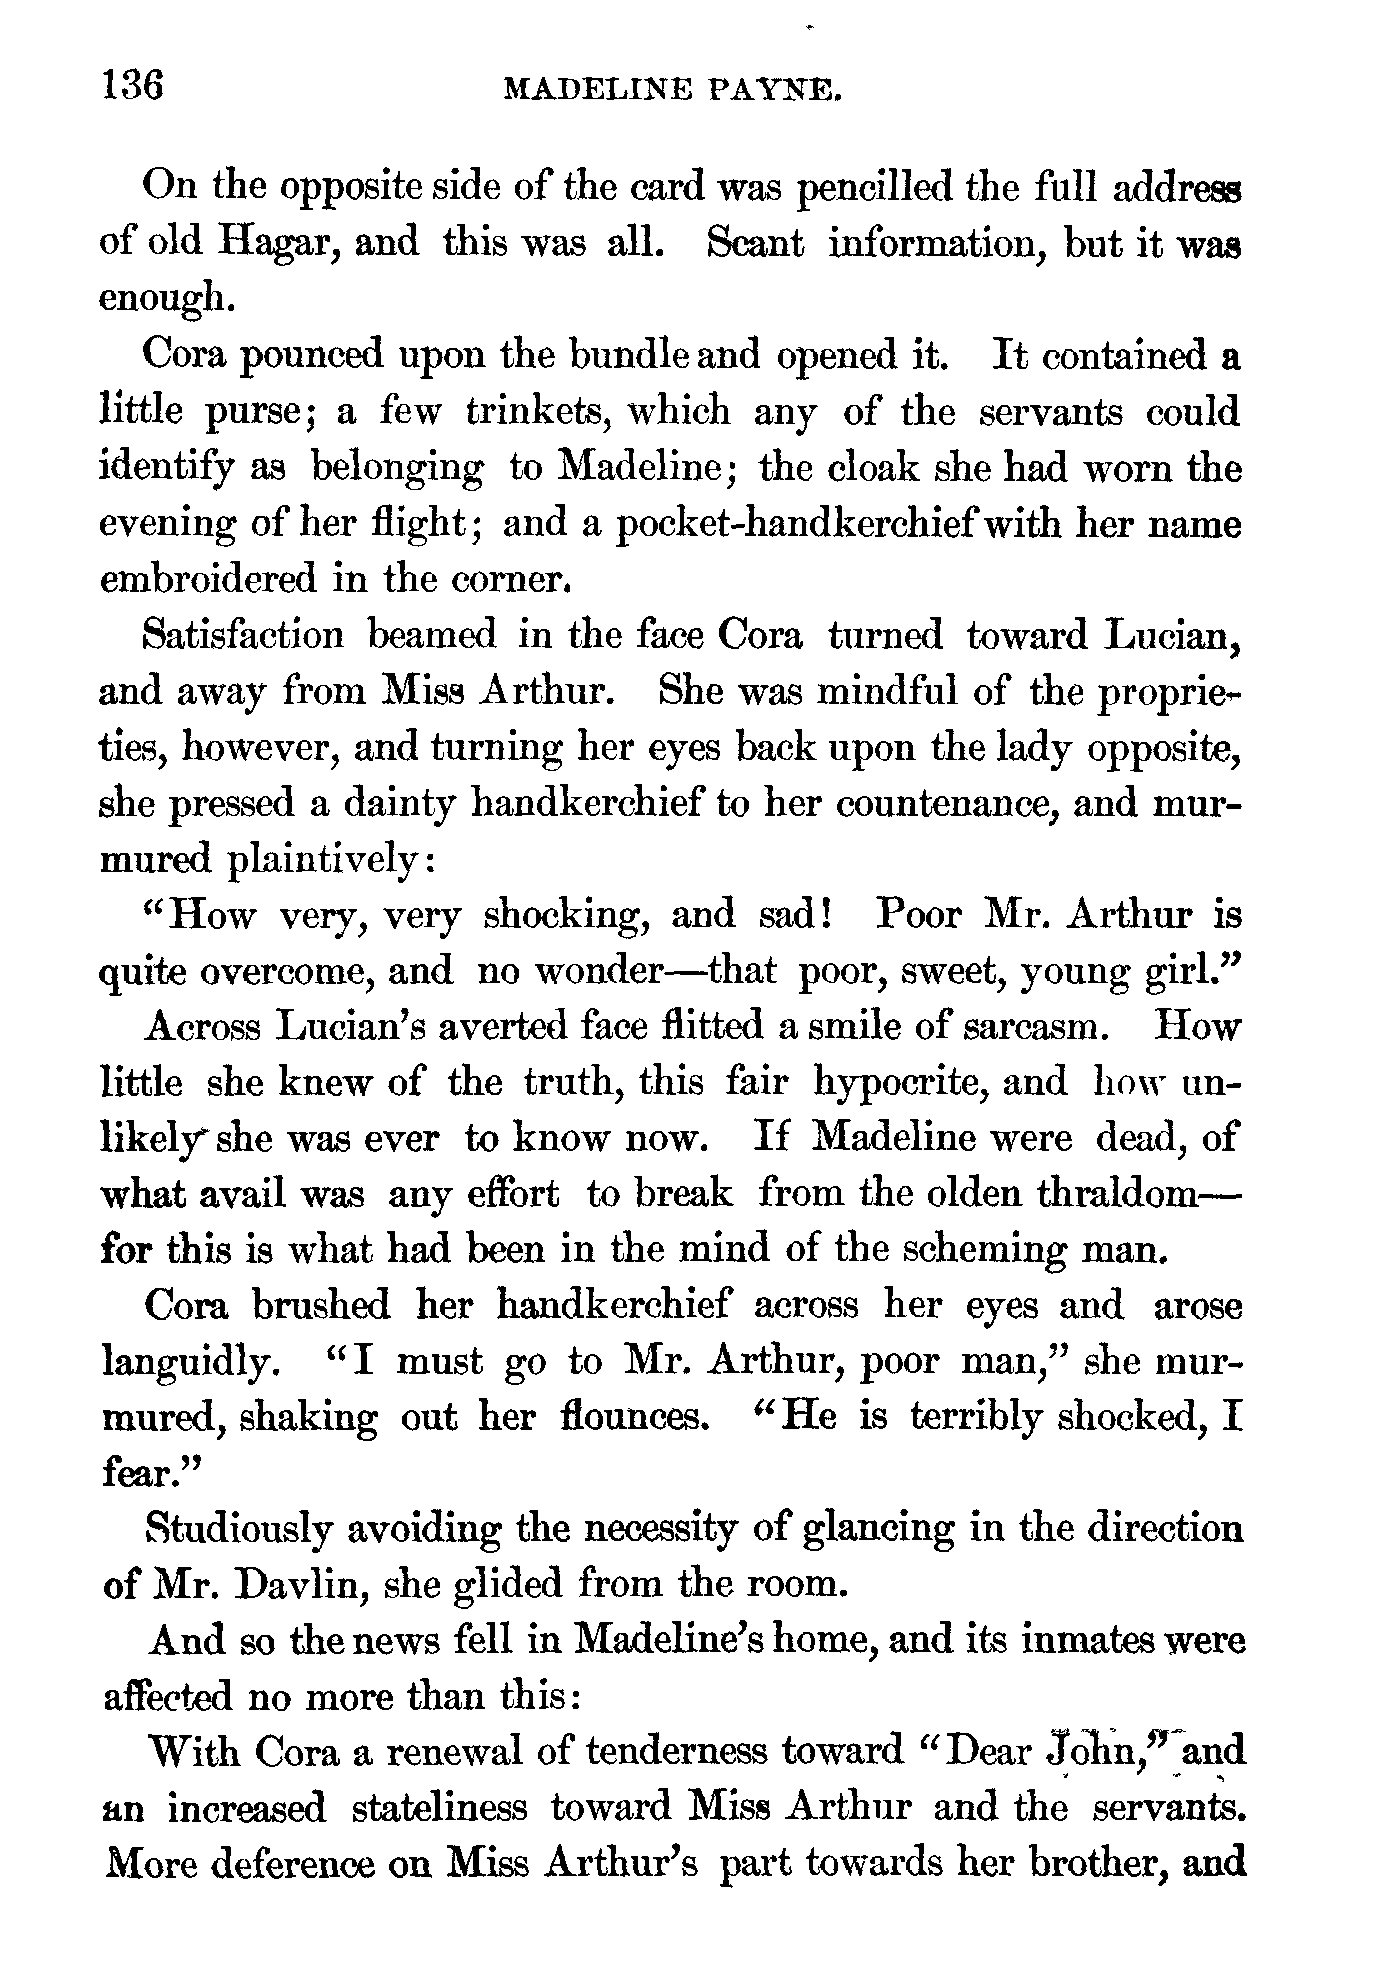 136 MADELINE PAYNE.
On the opposite side of the card was pencilled the full address
of old Hagar, and this was all. Scant information, but it was
enough.
Cora pounced upon the bundle and opened it. It contained a
little purse; a few trinkets, which any of the servants could
identify as belonging to Madeline; the cloak she had worn the
evening of her flight; and a pocket-handkerchief with her name
embroidered in the corner.
Satisfaction beamed in the face Cora turned toward Lucian,
and away from Miss Arthur. She was mindful of the proprie-
ties, however, and turning her eyes back upon the lady opposite,
she pressed a dainty handkerchief to her countenance, and mur-
mured plaintively:
"How very, very shocking, and sad! Poor Mr. Arthur is
quite overcome, and no wonder—that poor, sweet, young girl."
Across Lucian's averted face flitted a smile of sarcasm. How
little she knew of the truth, this fair hypocrite, and how un-
likely she was ever to know now. If Madeline were dead, of
what avail was any effort to break from the olden thraldom—
for this is what had been in the mind of the scheming man.
Cora brushed her handkerchief across her eyes and arose
languidly. "I must go to Mr. Arthur, poor man," she mur-
mured, shaking out her flounces. "He is terribly shocked, I
fear."
Studiously avoiding the necessity of glancing in the direction
of Mr. Davlin, she glided from the room.
And so the news fell in Madeline's home, and its inmates were
affected no more than this:
With Cora a renewal of tenderness toward "Dear John," and
an increased stateliness toward Miss Arthur and the servants.
More deference on Miss Arthur's part towards her brother, and